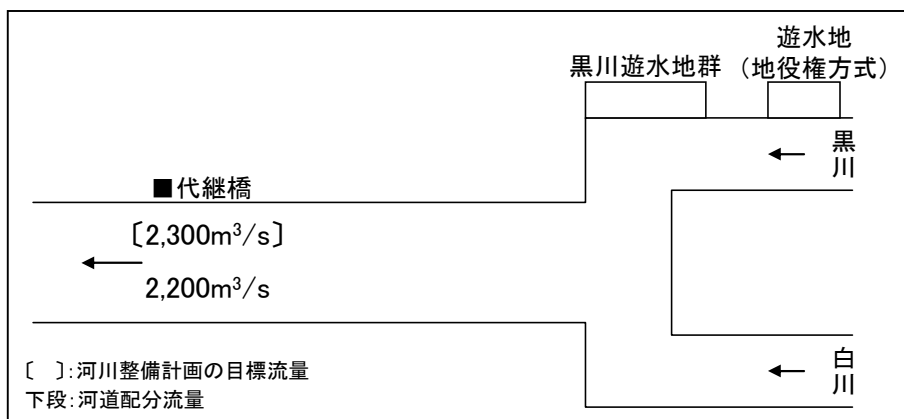 遊水地
黒川遊水地群
（地役権方式）
黒川
■代継橋
〔2,300m³/s〕
2,200m³/s
白川
〔　〕：河川整備計画の目標流量
下段：河道配分流量